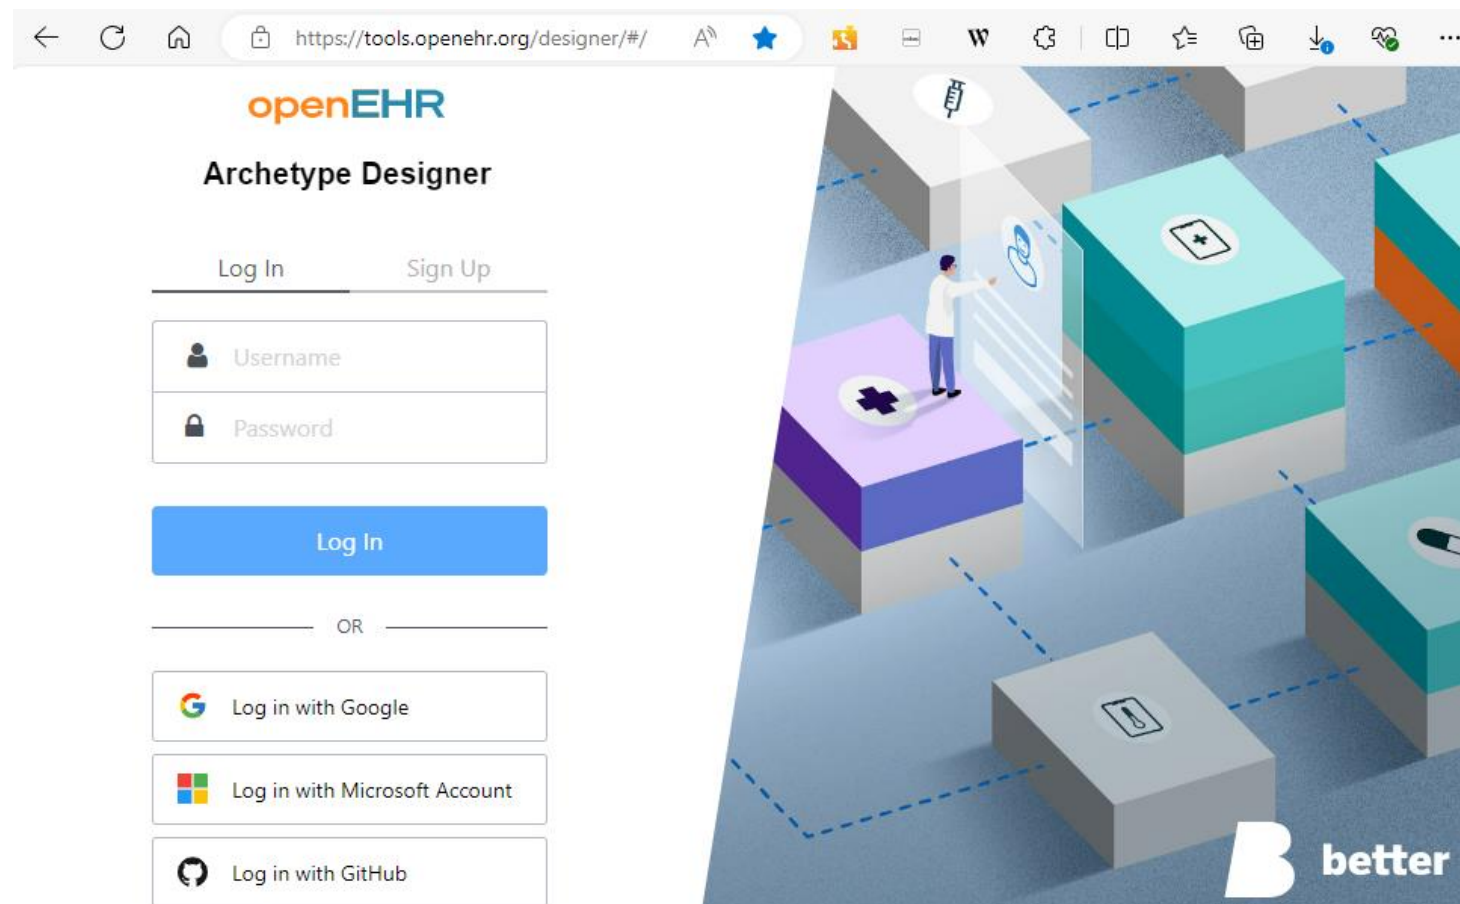 https://tools.openehr.org/designer/#/
openEHR
Archetype Designer
Log In
Sign Up
Username
Password
Log In
OR
Log in with Google
Log in with Microsoft Account
Log in with GitHub
better